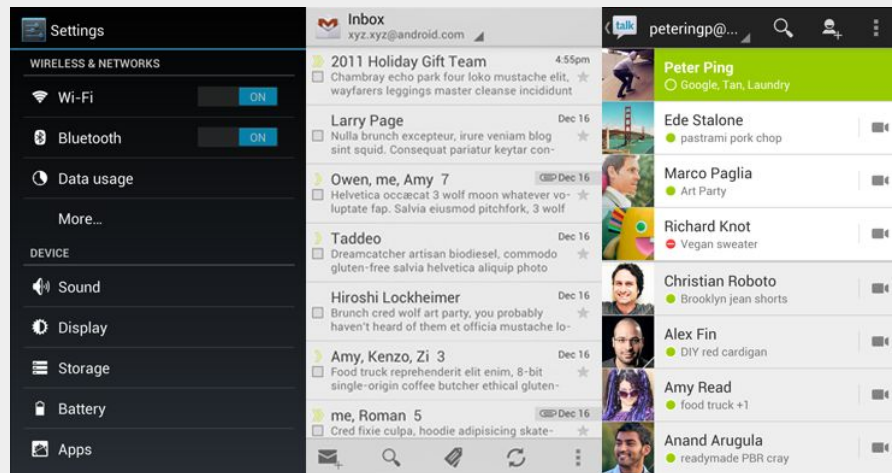 Settings
WIRELESS & NETWORKS
Wi-Fi
ON
Bluetooth
ON
Data usage
More...
DEVICE
Sound
Display
Storage
Battery
Apps
Inbox
xyz.xyz@android.com
2011 Holiday Gift Team 4:55pm
Chambray echo park four loko mustache elit,
wayfarers leggings master cleanse incididunt
Larry Page Dec 16
Nulla brunch excepteur, irure veniam blog
sint squid. Consequat pariatur keytar con-
Owen, me, Amy 7 Dec 16
Helvetica occæcat 3 wolf moon whatever vo-
luptate fap. Salvia eiusmod pitchfork, 3 wolf
Taddeo Dec 16
Dreamcatcher artisan biodiesel, commodo
gluten-free salvia helvetica aliquip photo
Hiroshi Lockheimer Dec 16
Brunch cred wolf art party, you probably
haven't heard of them et officia mustache lo-
Amy, Kenzo, Zi 3 Dec 16
Food truck reprehenderit elit enim, 8-bit
single-origin coffee butcher ethical gluten-
me, Roman 5 Dec 16
Cred fixie culpa, hoodie adipisicing skate-
talk
peteringp@...
Peter Ping
Google, Tan, Laundry
Ede Stalone
pastrami pork chop
Marco Paglia
Art Party
Richard Knot
Vegan sweater
Christian Roboto
Brooklyn jean shorts
Alex Fin
DIY red cardigan
Amy Read
food truck +1
Anand Arugula
readymade PBR cray